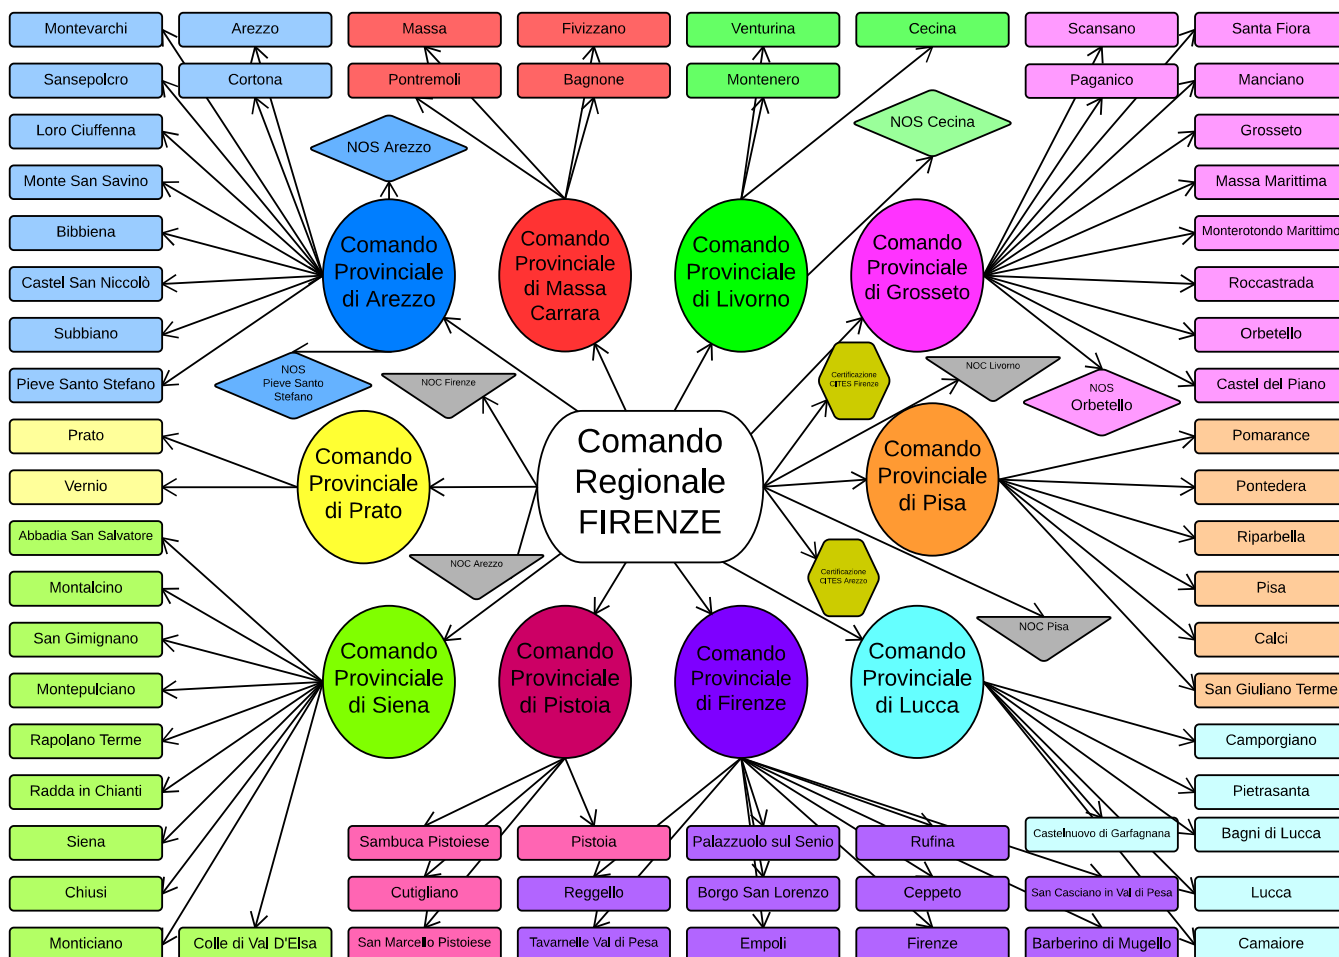 Montevarchi
Arezzo
Massa
Fivizzano
Venturina
Cecina
Scansano
Santa Fiora
Sansepolcro
Cortona
Pontremoli
Bagnone
Montenero
Paganico
Manciano
Loro Ciuffenna
NOS Arezzo
NOS Cecina
Grosseto
Monte San Savino
Massa Marittima
Bibbiena
Monterotondo Marittimo
Castel San Niccolò
Roccastrada
Subbiano
Orbetello
Pieve Santo Stefano
Castel del Piano
Comando
Provinciale
di Arezzo
Comando
Provinciale
di Massa
Carrara
Comando
Provinciale
di Livorno
Comando
Provinciale
di Grosseto
NOS
Pieve Santo
Stefano
NOC Firenze
Certificazione
CITES Firenze
NOC Livorno
NOS
Orbetello
Prato
Vernio
Comando
Provinciale
di Prato
Comando
Regionale
FIRENZE
Comando
Provinciale
di Pisa
Pomarance
Pontedera
Riparbella
Pisa
Calci
San Giuliano Terme
NOC Arezzo
Certificazione
CITES Arezzo
NOC Pisa
Abbadia San Salvatore
Montalcino
San Gimignano
Montepulciano
Rapolano Terme
Radda in Chianti
Siena
Chiusi
Monticiano
Colle di Val D'Elsa
Comando
Provinciale
di Siena
Comando
Provinciale
di Pistoia
Comando
Provinciale
di Firenze
Comando
Provinciale
di Lucca
Camporgiano
Pietrasanta
Sambuca Pistoiese
Pistoia
Palazzuolo sul Senio
Rufina
Castelnuovo di Garfagnana
Bagni di Lucca
Cutigliano
Reggello
Borgo San Lorenzo
Ceppeto
San Casciano in Val di Pesa
Lucca
San Marcello Pistoiese
Tavarnelle Val di Pesa
Empoli
Firenze
Barberino di Mugello
Camaiore